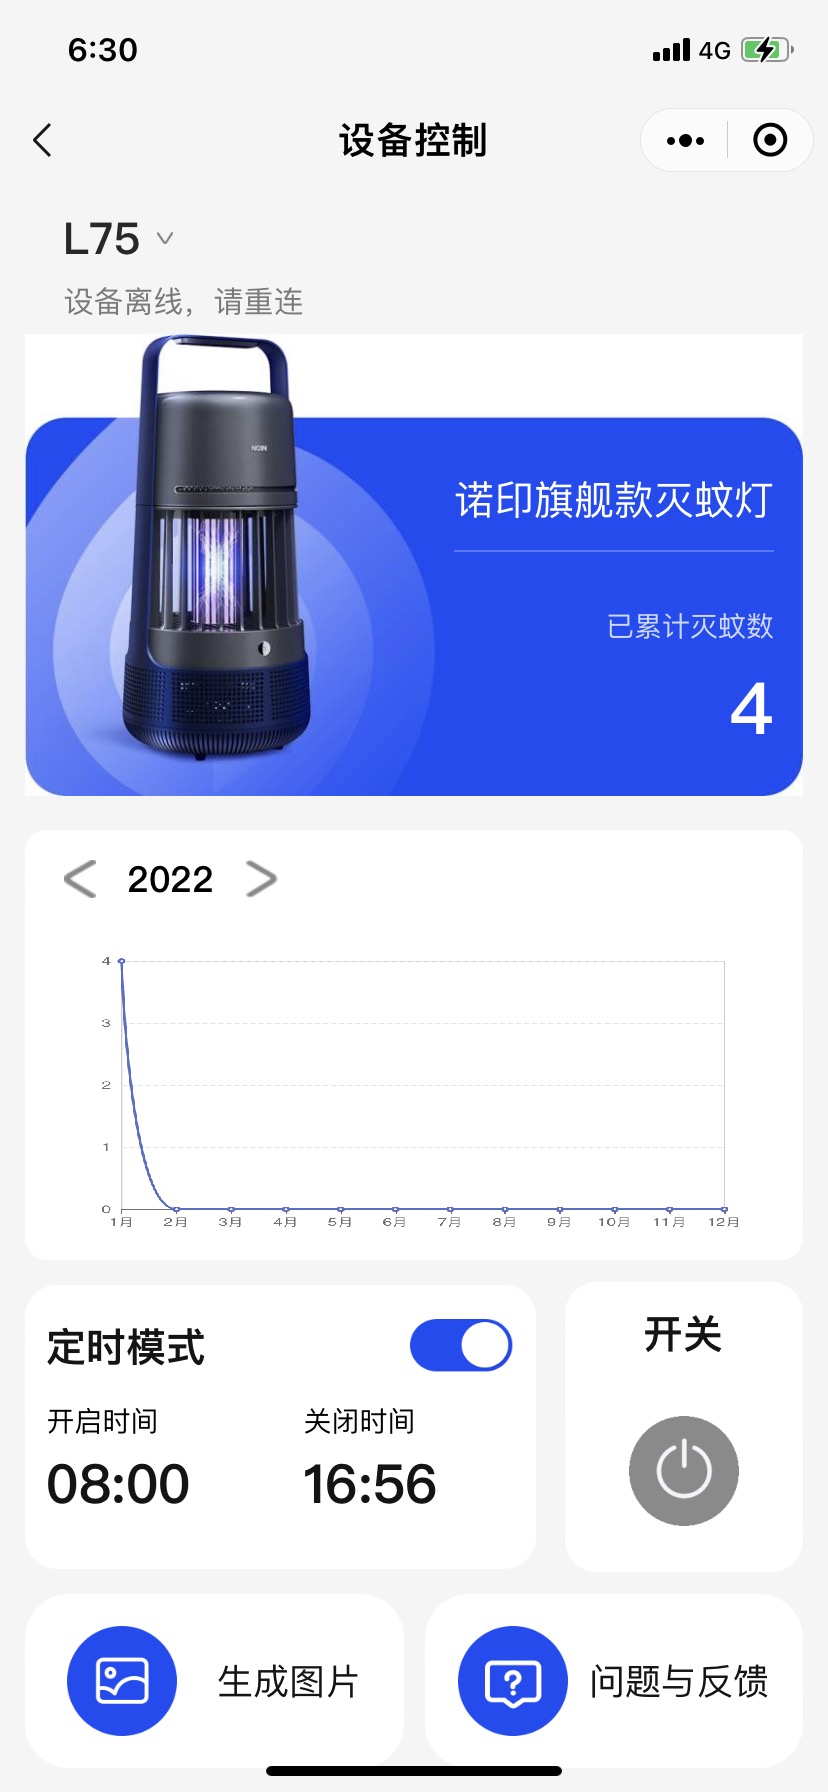 6:30
4G
设备控制
L75
设备离线，请重连
NOIN
诺印旗舰款灭蚊灯
已累计灭蚊数
4
2022
4
3
2
1
0
1月 2月 3月 4月 5月 6月 7月 8月 9月 10月 11月 12月
定时模式
开关
开启时间 关闭时间
08:00 16:56
生成图片
问题与反馈